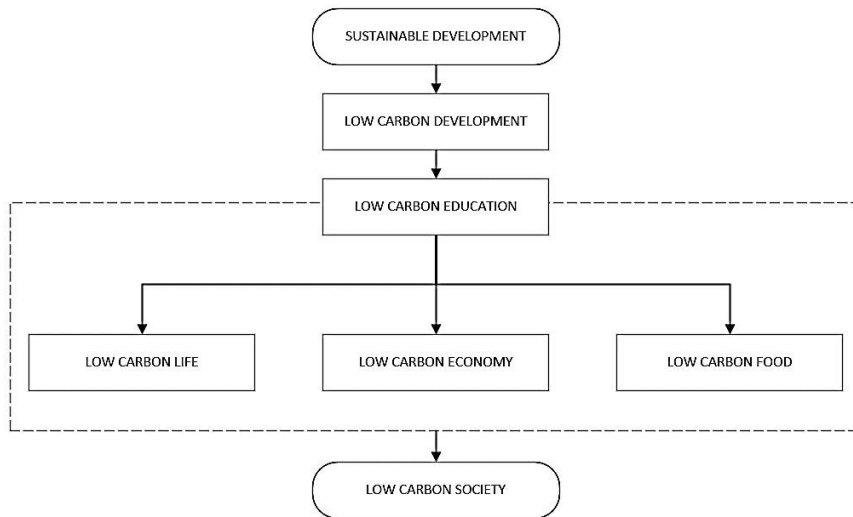 SUSTAINABLE DEVELOPMENT
LOW CARBON DEVELOPMENT
LOW CARBON EDUCATION
LOW CARBON LIFE
LOW CARBON ECONOMY
LOW CARBON FOOD
LOW CARBON SOCIETY